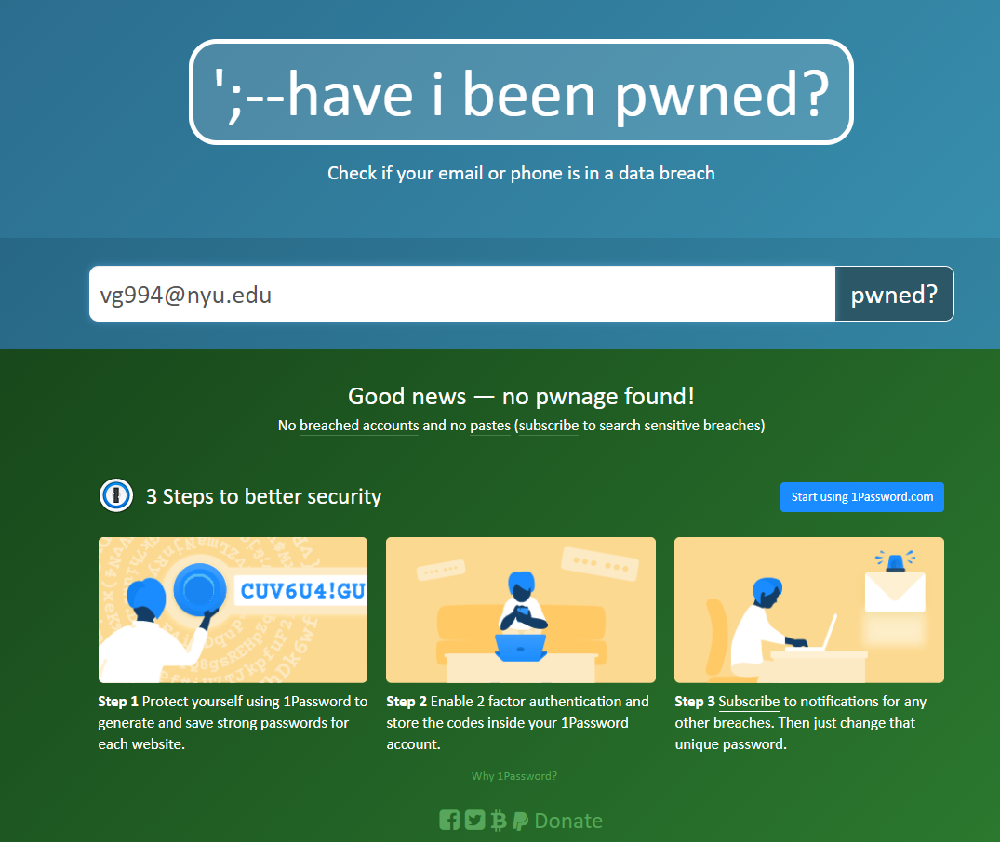 ';--have i been pwned?
Check if your email or phone is in a data breach
vg994@nyu.edu
pwned?
Good news — no pwnage found!
No breached accounts and no pastes (subscribe to search sensitive breaches)
3 Steps to better security
Start using 1Password.com
CUV6U4!GU
Step 1 Protect yourself using 1Password to
generate and save strong passwords for
each website.
Step 2 Enable 2 factor authentication and
store the codes inside your 1Password
account.
Step 3 Subscribe to notifications for any
other breaches. Then just change that
unique password.
Why 1Password?
Donate